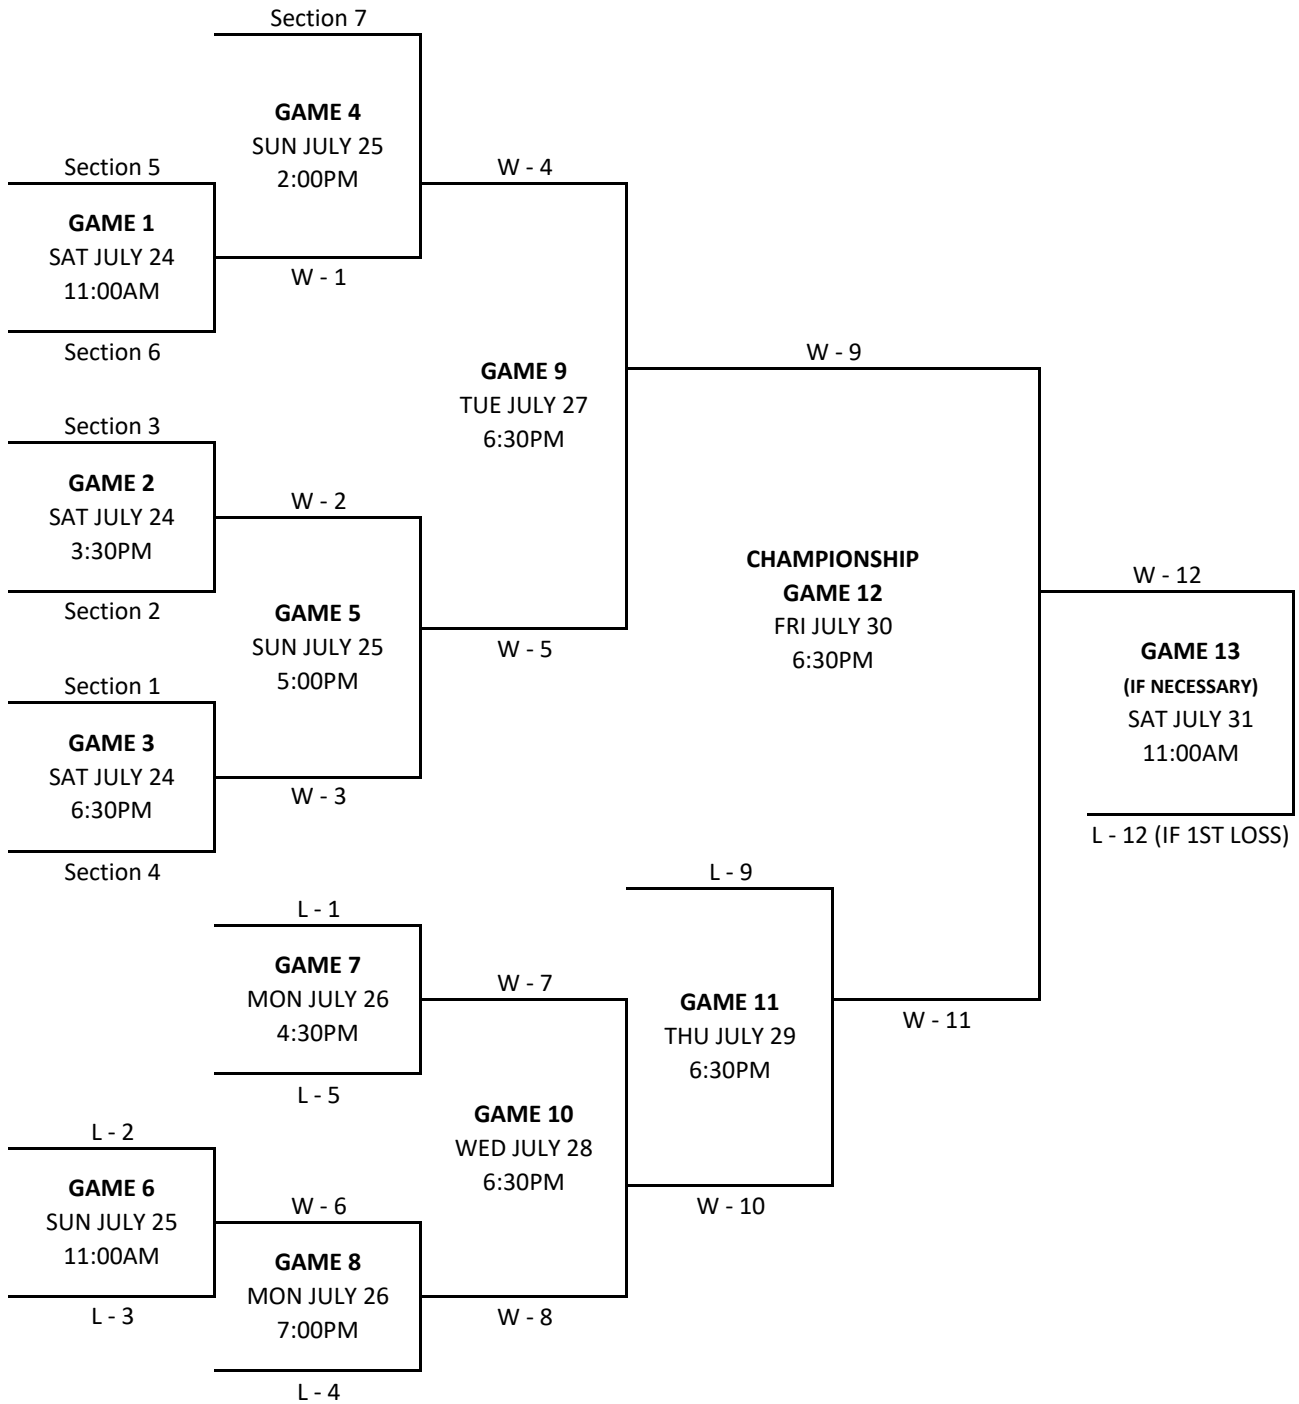 Section 7
GAME 4
SUN JULY 25
2:00PM
W - 1
Section 5
GAME 1
SAT JULY 24
11:00AM
Section 6
W - 4
GAME 9
TUE JULY 27
6:30PM
W - 5
Section 3
GAME 2
SAT JULY 24
3:30PM
Section 2
W - 2
GAME 5
SUN JULY 25
5:00PM
W - 3
Section 1
GAME 3
SAT JULY 24
6:30PM
Section 4
W - 9
CHAMPIONSHIP
GAME 12
FRI JULY 30
6:30PM
W - 11
W - 12
GAME 13
(IF NECESSARY)
SAT JULY 31
11:00AM
L - 12 (IF 1ST LOSS)
L - 9
GAME 11
THU JULY 29
6:30PM
W - 10
L - 1
GAME 7
MON JULY 26
4:30PM
L - 5
W - 7
GAME 10
WED JULY 28
6:30PM
W - 8
L - 2
GAME 6
SUN JULY 25
11:00AM
L - 3
W - 6
GAME 8
MON JULY 26
7:00PM
L - 4